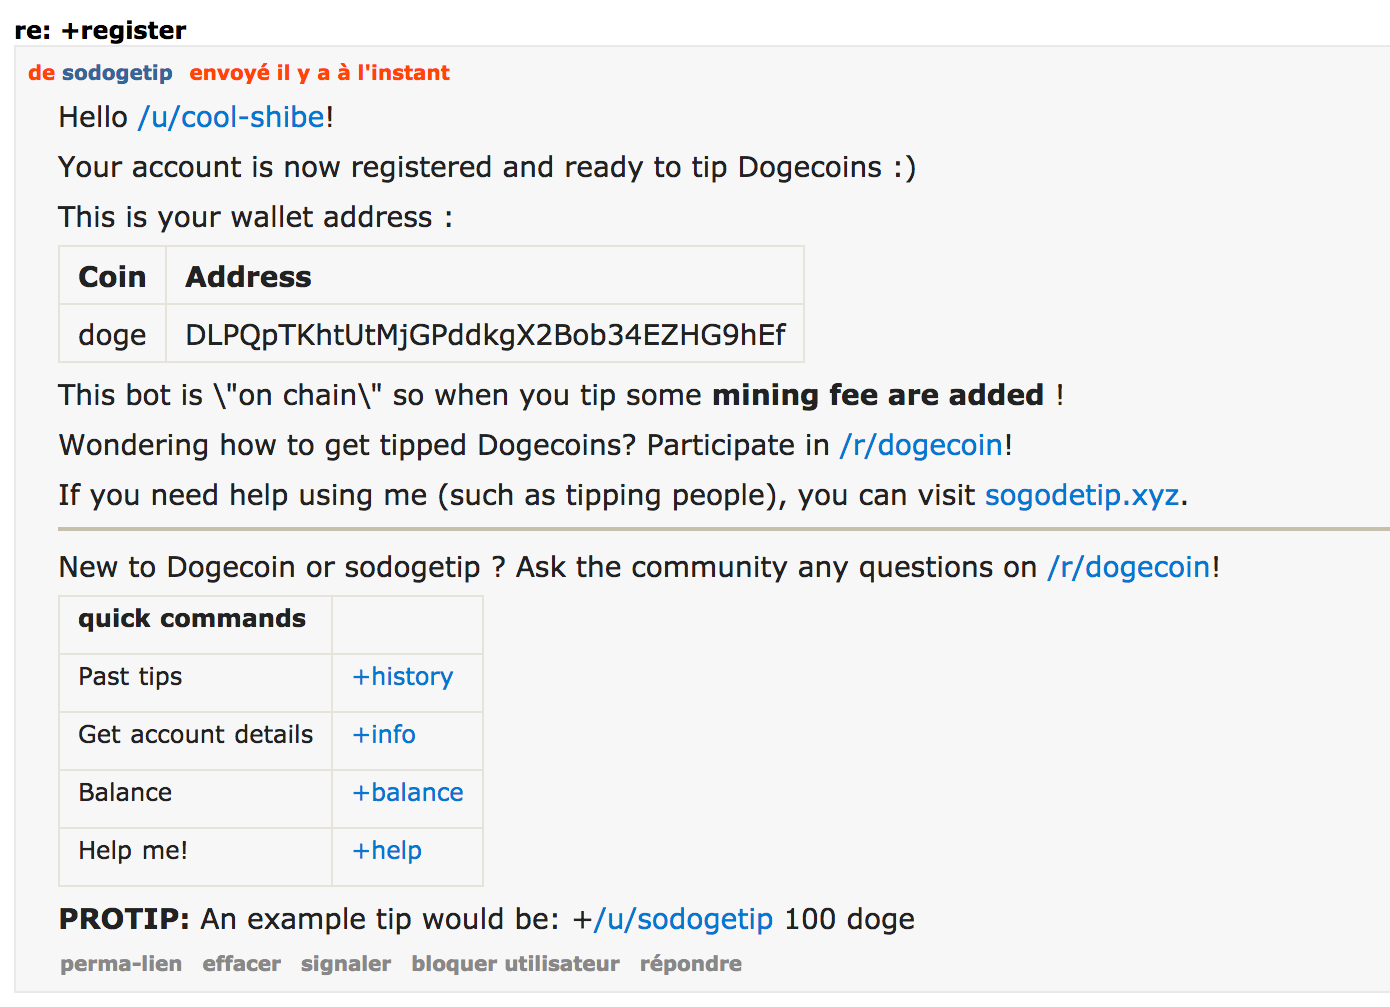 re: +register
de sodogetip envoyé il y a à l'instant
Hello /u/cool-shibe!
Your account is now registered and ready to tip Dogecoins :)
This is your wallet address :
Coin Address
doge DLPQpTKhtUtMjGPddkgX2Bob34EZHG9hEf
This bot is \"on chain\" so when you tip some mining fee are added !
Wondering how to get tipped Dogecoins? Participate in /r/dogecoin!
If you need help using me (such as tipping people), you can visit sogodetip.xyz.
New to Dogecoin or sodogetip ? Ask the community any questions on /r/dogecoin!
quick commands
Past tips +history
Get account details +info
Balance +balance
Help me! +help
PROTIP: An example tip would be: +/u/sodogetip 100 doge
perma-lien effacer signaler bloquer utilisateur répondre